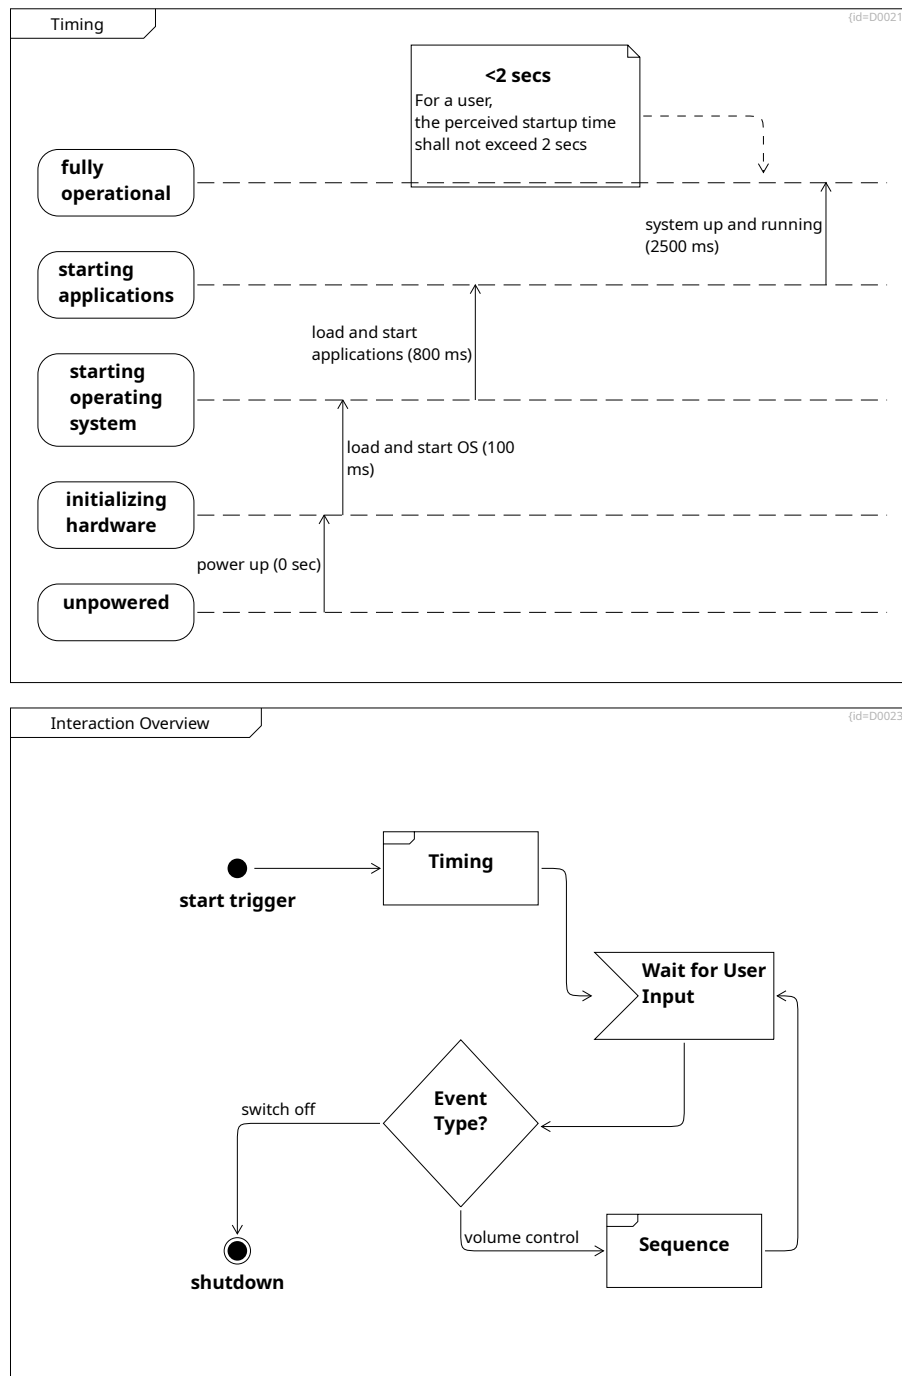 Timing
{id=D0021
<2 secs
For a user,
the perceived startup time
shall not exceed 2 secs
fully
operational
system up and running
(2500 ms)
starting
applications
load and start
applications (800 ms)
starting
operating
system
load and start OS (100
ms)
initializing
hardware
power up (0 sec)
unpowered
Interaction Overview
{id=D0023
Timing
start trigger
Wait for User
Input
Event
Type?
switch off
volume control
Sequence
shutdown